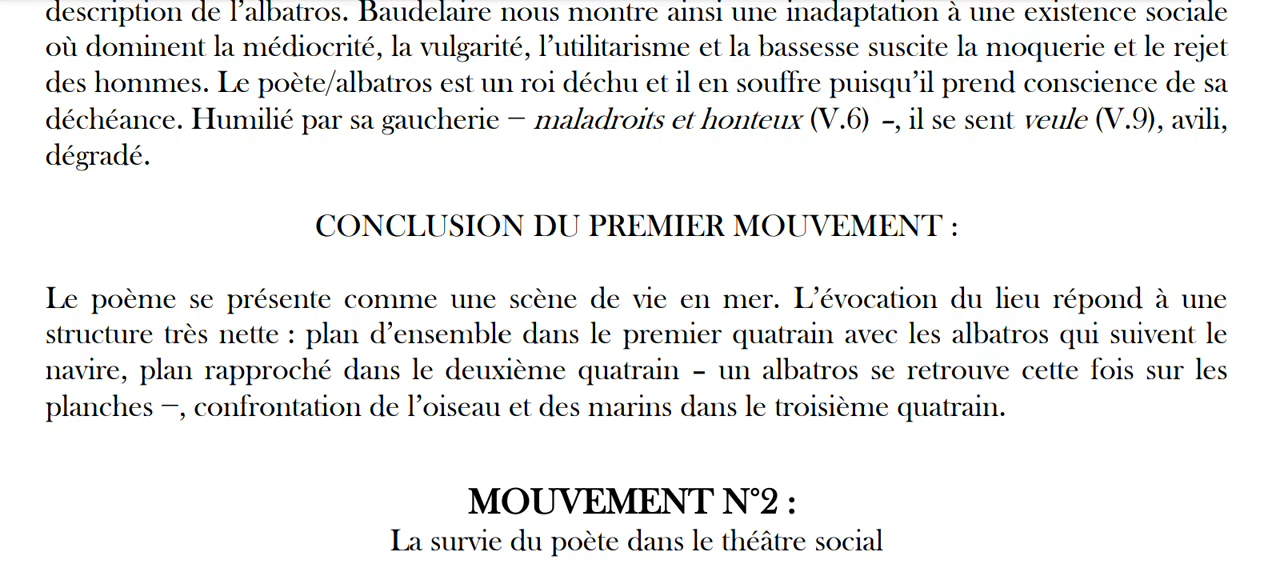 description de l'albatros. Baudelaire nous montre ainsi une inadaptation à une existence sociale
où dominent la médiocrité, la vulgarité, l'utilitarisme et la bassesse suscite la moquerie et le rejet
des hommes. Le poète/albatros est un roi déchu et il en souffre puisqu'il prend conscience de sa
déchéance. Humilié par sa gaucherie – maladroits et honteux (V.6) –, il se sent veule (V.9), avili,
dégradé.
CONCLUSION DU PREMIER MOUVEMENT :
Le poème se présente comme une scène de vie en mer. L'évocation du lieu répond à une
structure très nette : plan d'ensemble dans le premier quatrain avec les albatros qui suivent le
navire, plan rapproché dans le deuxième quatrain – un albatros se retrouve cette fois sur les
planches –, confrontation de l'oiseau et des marins dans le troisième quatrain.
MOUVEMENT N°2 :
La survie du poète dans le théâtre social